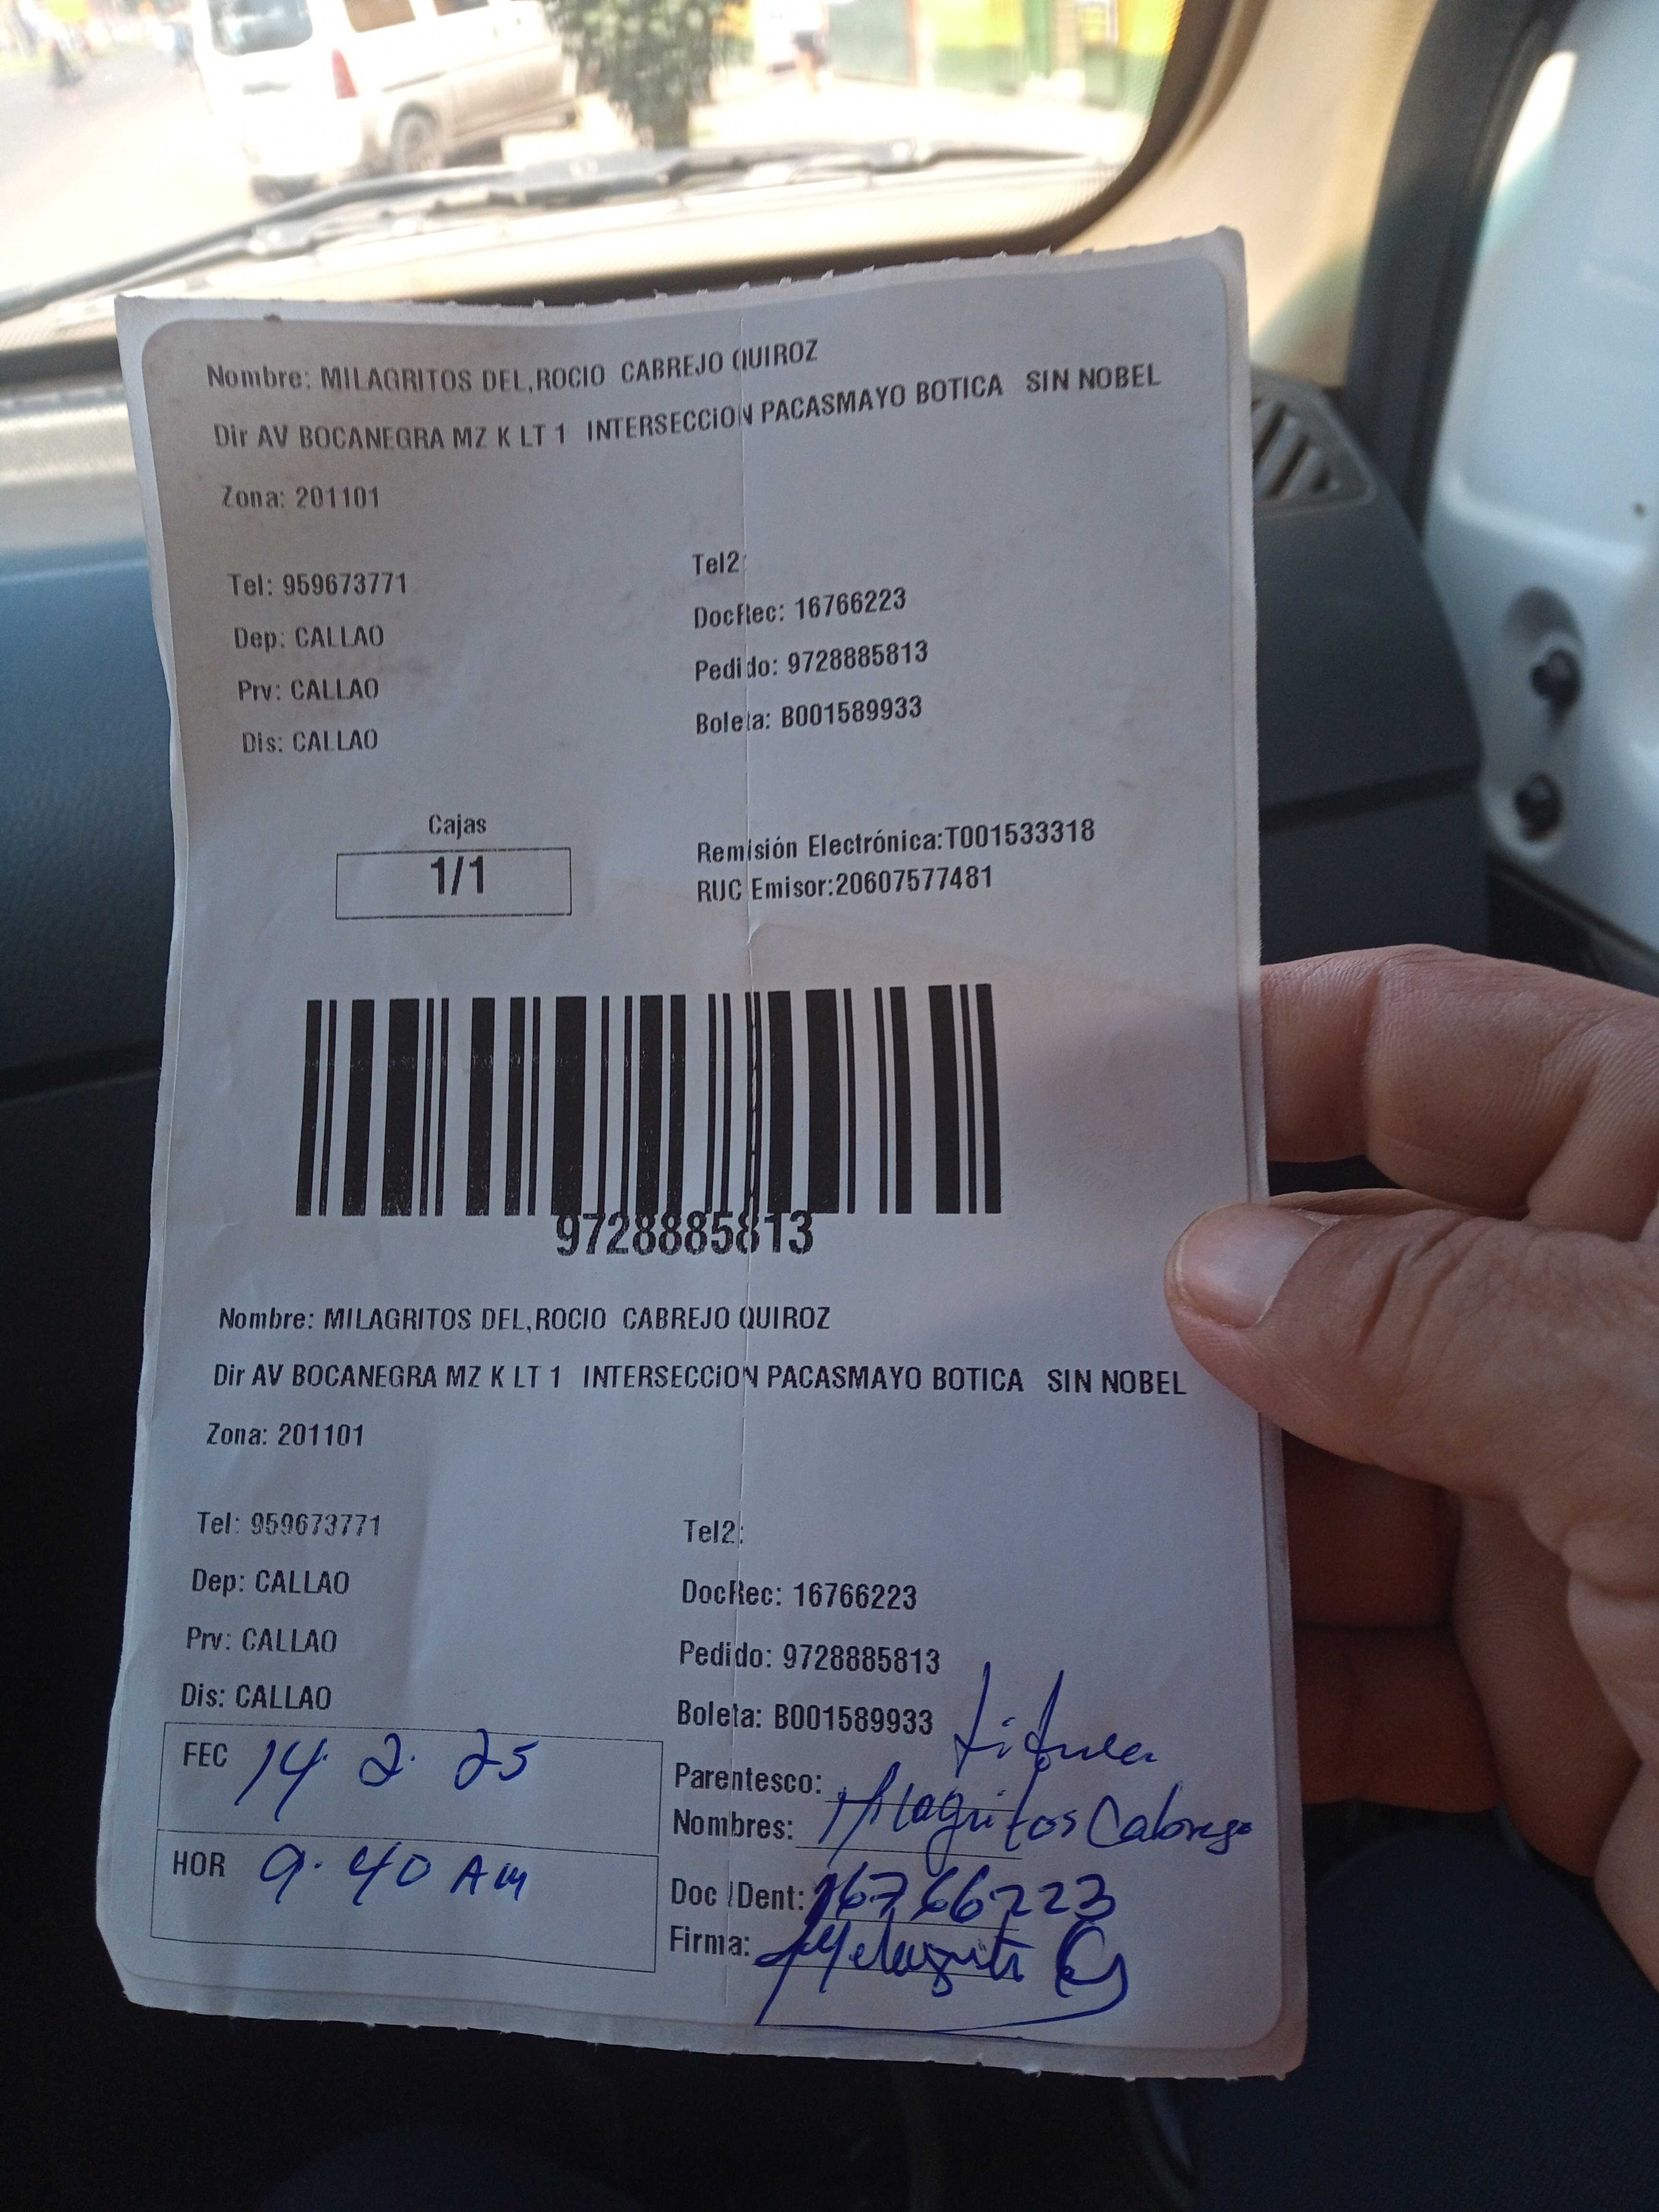 Nombre: MILAGRITOS DEL,ROCIO CABREJO QUIROZ
Dir AV BOCANEGRA MZ K LT 1 INTERSECCiON PACASMAYO BOTICA SIN NOBEL
Zona: 201101
Tel: 959673771 Tel2:
Dep: CALLAO DocRec: 16766223
Prv: CALLAO Pedido: 9728885813
Dis: CALLAO Boleta: B001589933
Cajas
1/1
Remisión Electrónica:T001533318
RUC Emisor:20607577481
9728885813
Nombre: MILAGRITOS DEL,ROCIO CABREJO QUIROZ
Dir AV BOCANEGRA MZ K LT 1 INTERSECCiON PACASMAYO BOTICA SIN NOBEL
Zona: 201101
Tel: 959673771 Tel2:
Dep: CALLAO DocRec: 16766223
Prv: CALLAO Pedido: 9728885813
Dis: CALLAO Boleta: B001589933
FEC 14. 2. 25
HOR 9.40 AM
Parentesco: titular
Nombres: Milagritos Cabrejo
Doc IDent: 16766223
Firma: Milagritos C